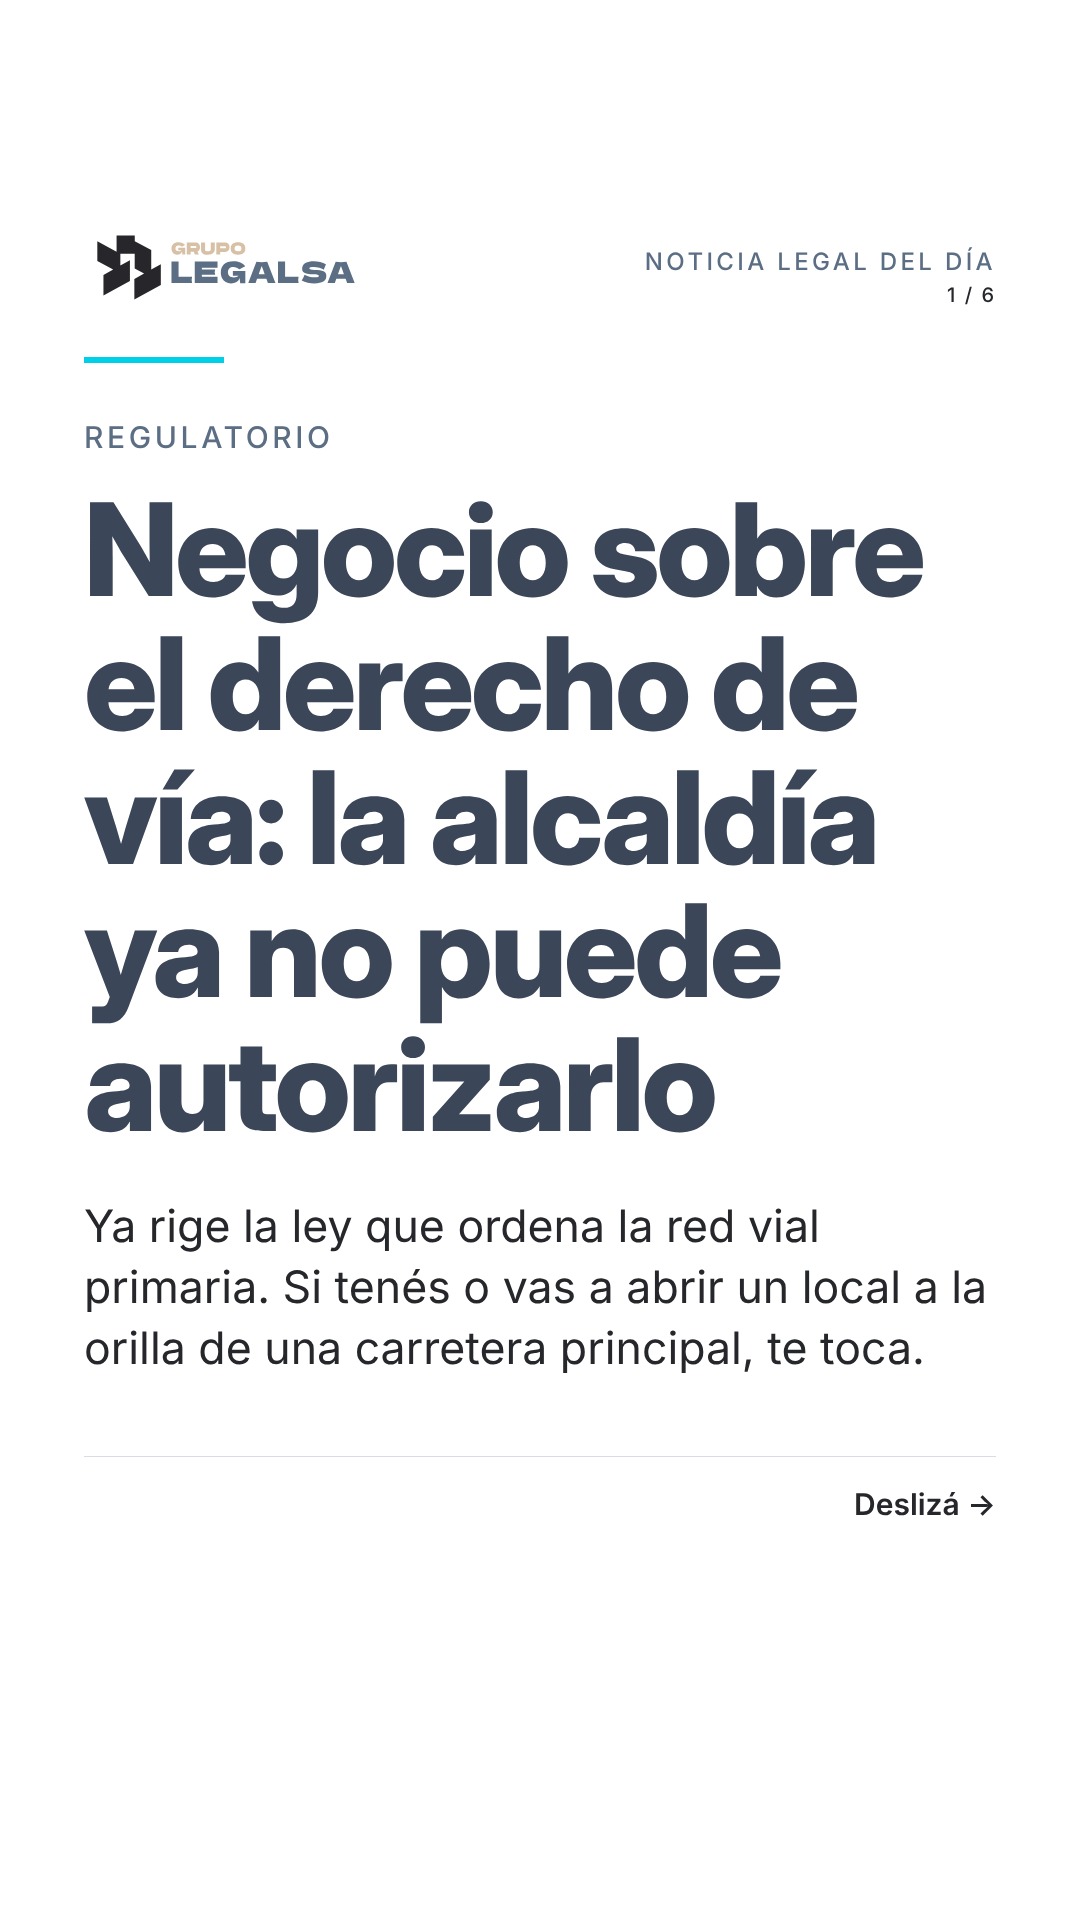 GRUPO
LEGALSA
NOTICIA LEGAL DEL DÍA
1 / 6
REGULATORIO
Negocio sobre
el derecho de
vía: la alcaldía
ya no puede
autorizarlo
Ya rige la ley que ordena la red vial
primaria. Si tenés o vas a abrir un local a la
orilla de una carretera principal, te toca.
Deslizá →